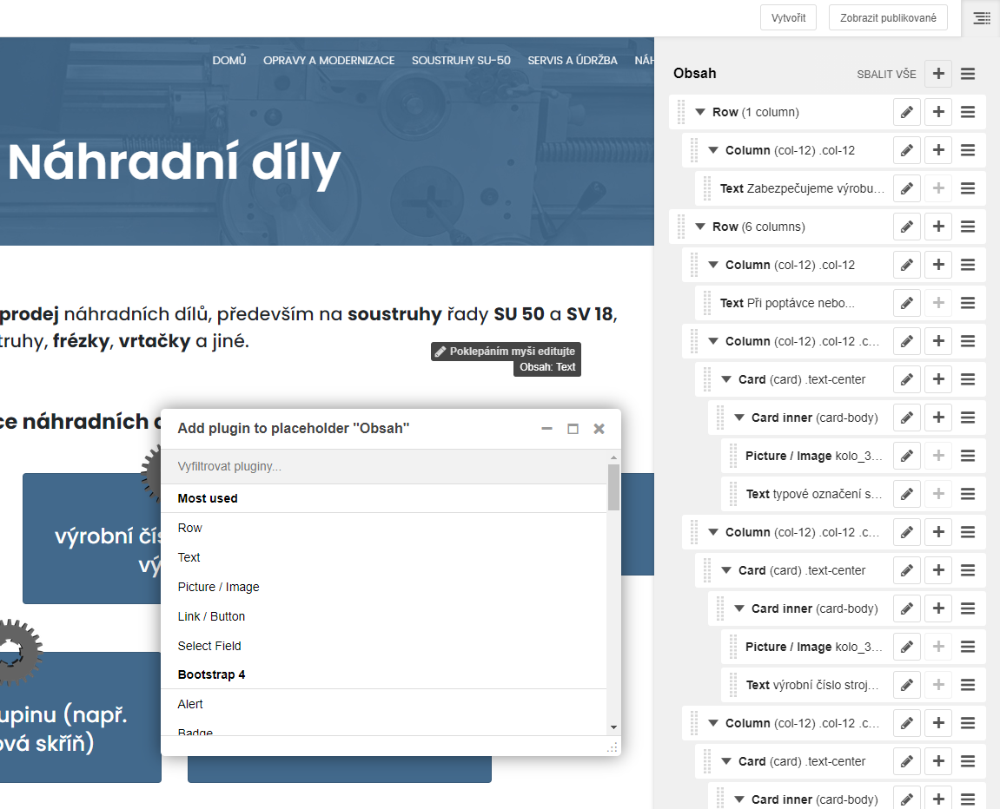 Vytvořit
Zobrazit publikované
DOMŮ OPRAVY A MODERNIZACE SOUSTRUHY SU-50 SERVIS A ÚDRŽBA NÁH
Náhradní díly
prodej náhradních dílů, především na soustruhy řady SU 50 a SV 18,
truhy, frézky, vrtačky a jiné.
Poklepáním myši editujte
Obsah: Text
ce náhradních
výrobní
vý
upinu (např.
ová skříň)
Add plugin to placeholder "Obsah"
Vyfiltrovat pluginy...
Most used
Row
Text
Picture / Image
Link / Button
Select Field
Bootstrap 4
Alert
Badge
Obsah
SBALIT VŠE
Row (1 column)
Column (col-12) .col-12
Text Zabezpečujeme výrobu…
Row (6 columns)
Column (col-12) .col-12
Text Při poptávce nebo...
Column (col-12) .col-12 .c…
Card (card) .text-center
Card inner (card-body)
Picture / Image kolo_3…
Text typové označení s…
Column (col-12) .col-12 .c…
Card (card) .text-center
Card inner (card-body)
Picture / Image kolo_3…
Text výrobní číslo stroj…
Column (col-12) .col-12 .c…
Card (card) .text-center
Card inner (card-body)